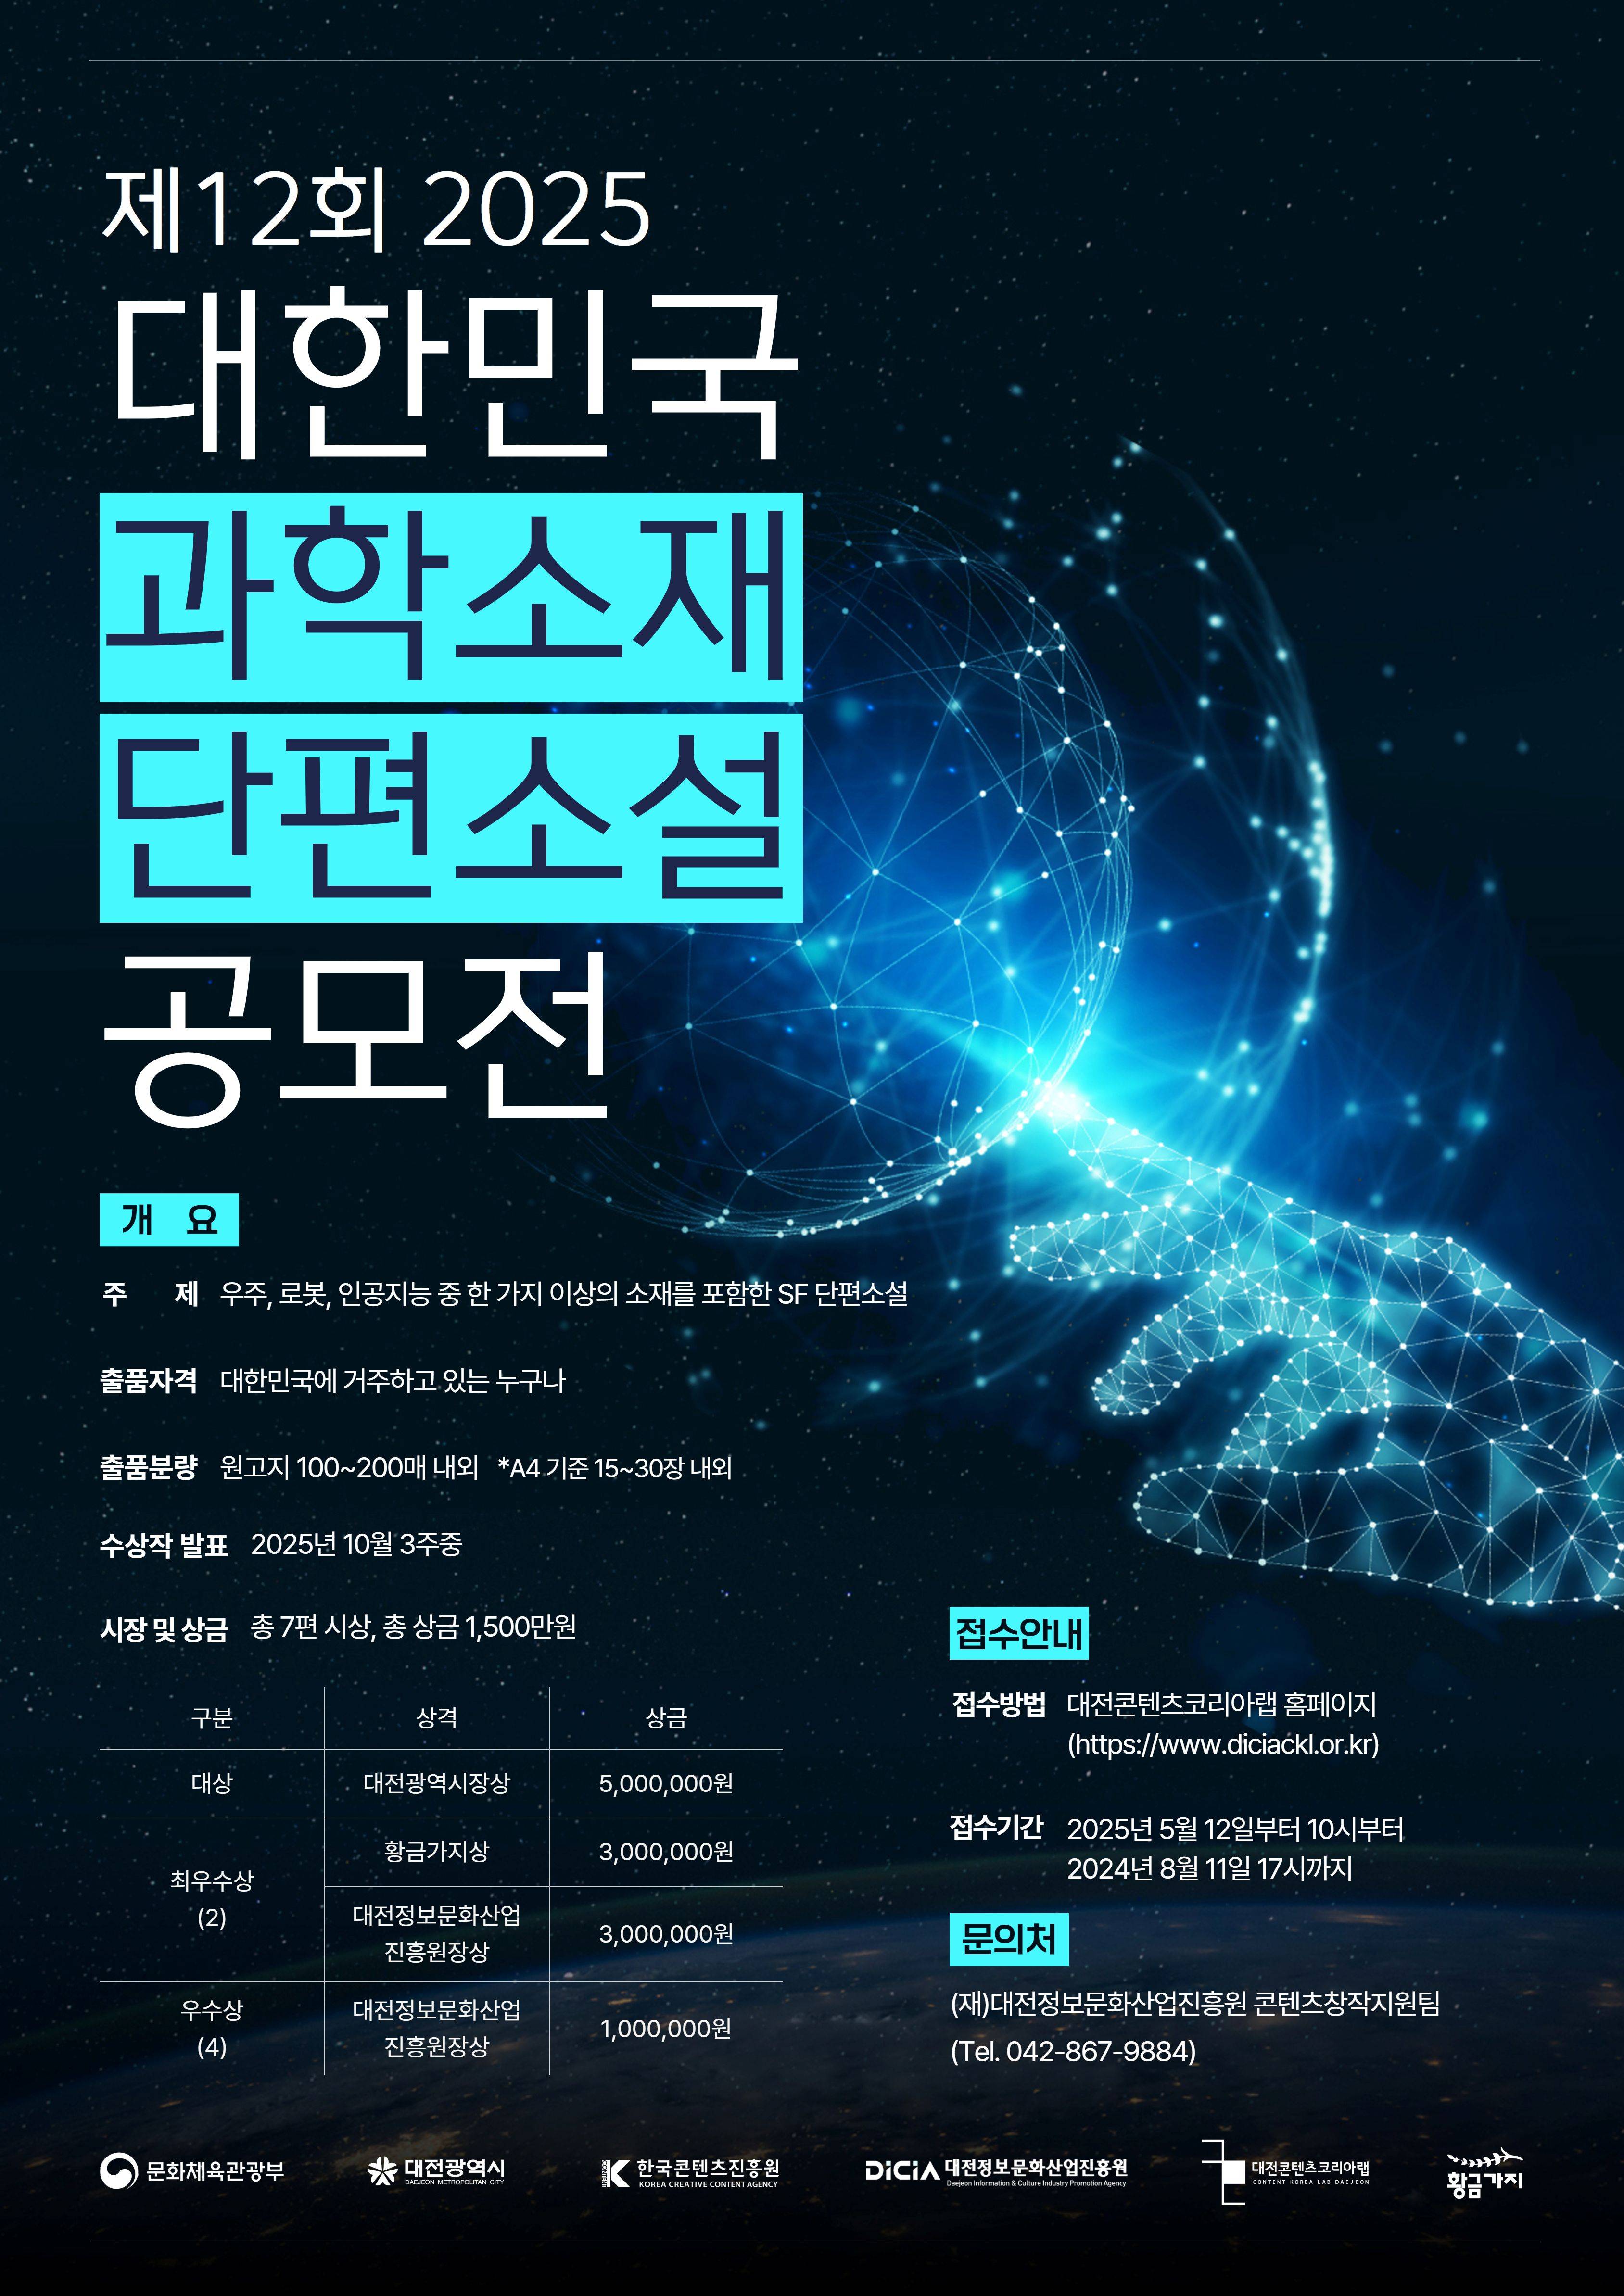 제12회 2025
대한민국
과학소재
단편소설
공모전
개 요
주 제 우주, 로봇, 인공지능 중 한 가지 이상의 소재를 포함한 SF 단편소설
출품자격 대한민국에 거주하고 있는 누구나
출품분량 원고지 100~200매 내외 *A4 기준 15~30장 내외
수상작 발표 2025년 10월 3주중
시장 및 상금 총 7편 시상, 총 상금 1,500만원
구분 상격 상금
대상 대전광역시장상 5,000,000원
최우수상
(2)
황금가지상 3,000,000원
대전정보문화산업
진흥원장상
3,000,000원
우수상
(4)
대전정보문화산업
진흥원장상
1,000,000원
접수안내
접수방법 대전콘텐츠코리아랩 홈페이지
(https://www.diciackl.or.kr)
접수기간 2025년 5월 12일부터 10시부터
2024년 8월 11일 17시까지
문의처
(재)대전정보문화산업진흥원 콘텐츠창작지원팀
(Tel. 042-867-9884)
문화체육관광부
대전광역시
DAEJEON METROPOLITAN CITY
한국콘텐츠진흥원
KOREA CREATIVE CONTENT AGENCY
DiCiA 대전정보문화산업진흥원
Daejeon Information & Culture Industry Promotion Agency
대전콘텐츠코리아랩
CONTENT KOREA LAB DAEJEON
황금가지